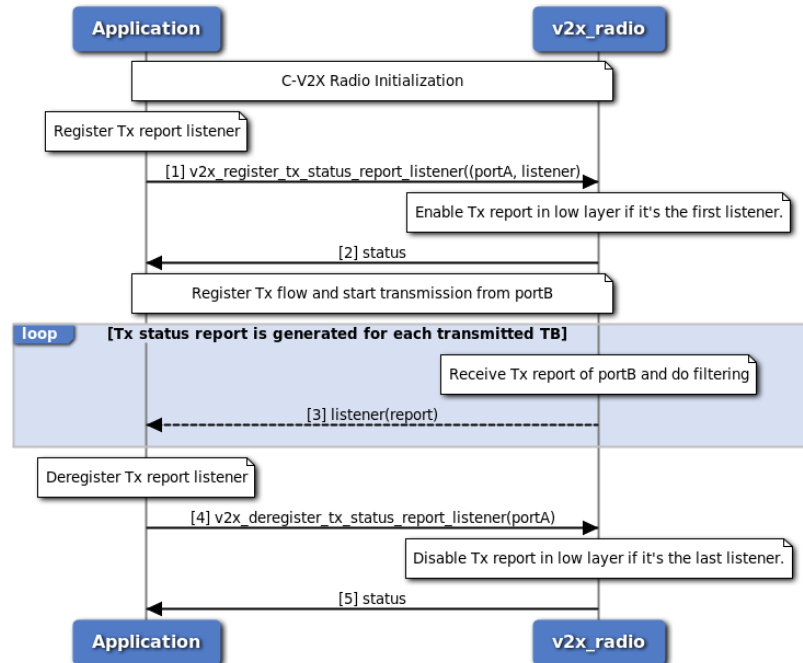 Application
v2x_radio
C-V2X Radio Initialization
Register Tx report listener
[1] v2x_register_tx_status_report_listener((portA, listener)
Enable Tx report in low layer if it's the first listener.
[2] status
Register Tx flow and start transmission from portB
loop
[Tx status report is generated for each transmitted TB]
Receive Tx report of portB and do filtering
[3] listener(report)
Deregister Tx report listener
[4] v2x_deregister_tx_status_report_listener(portA)
Disable Tx report in low layer if it's the last listener.
[5] status
Application
v2x_radio